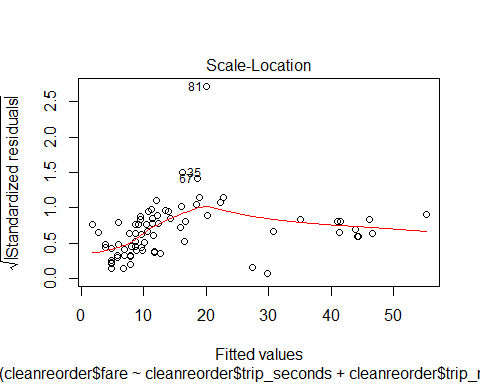 Scale-Location
√|Standardized residuals|
0.0 0.5 1.0 1.5 2.0 2.5
81
35
67
0 10 20 30 40 50
Fitted values
(cleanreorder$fare ~ cleanreorder$trip_seconds + cleanreorder$trip_